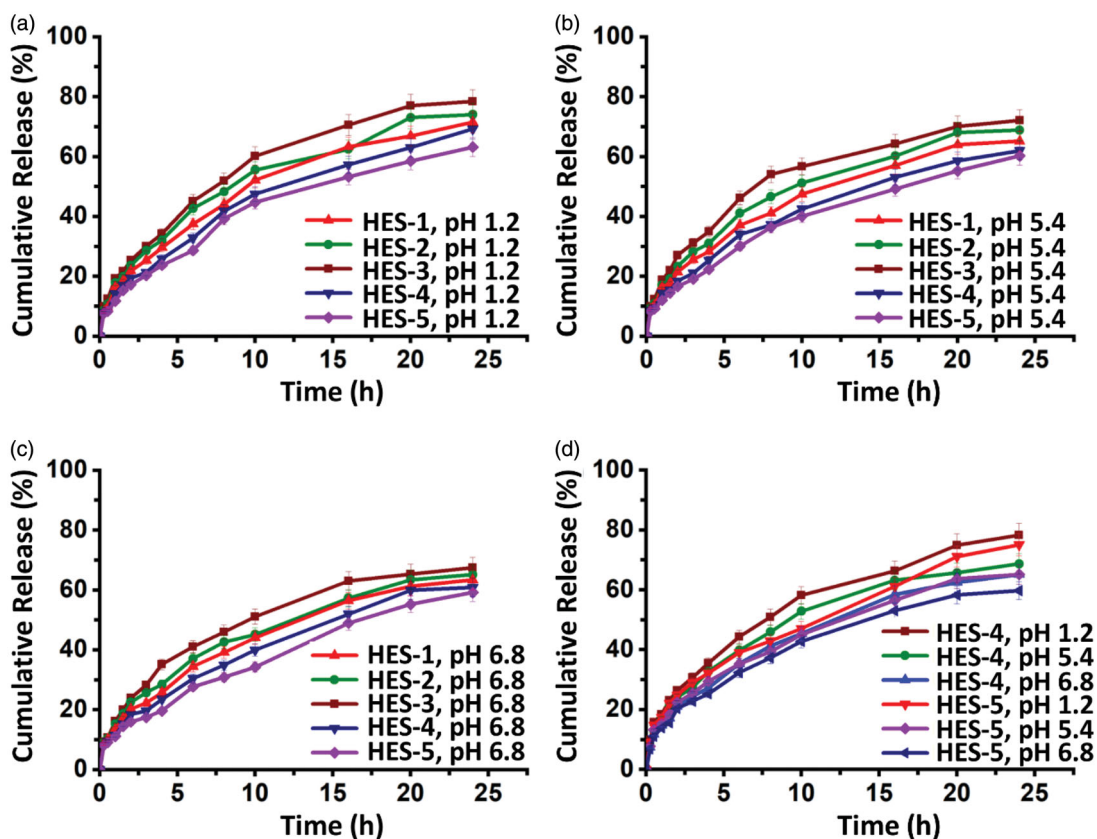 (a)
Cumulative Release (%)
100
80
60
40
20
0
HES-1, pH 1.2
HES-2, pH 1.2
HES-3, pH 1.2
HES-4, pH 1.2
HES-5, pH 1.2
0 5 10 15 20 25
Time (h)
(b)
Cumulative Release (%)
100
80
60
40
20
0
HES-1, pH 5.4
HES-2, pH 5.4
HES-3, pH 5.4
HES-4, pH 5.4
HES-5, pH 5.4
0 5 10 15 20 25
Time (h)
(c)
Cumulative Release (%)
100
80
60
40
20
0
HES-1, pH 6.8
HES-2, pH 6.8
HES-3, pH 6.8
HES-4, pH 6.8
HES-5, pH 6.8
0 5 10 15 20 25
Time (h)
(d)
Cumulative Release (%)
100
80
60
40
20
0
HES-4, pH 1.2
HES-4, pH 5.4
HES-4, pH 6.8
HES-5, pH 1.2
HES-5, pH 5.4
HES-5, pH 6.8
0 5 10 15 20 25
Time (h)